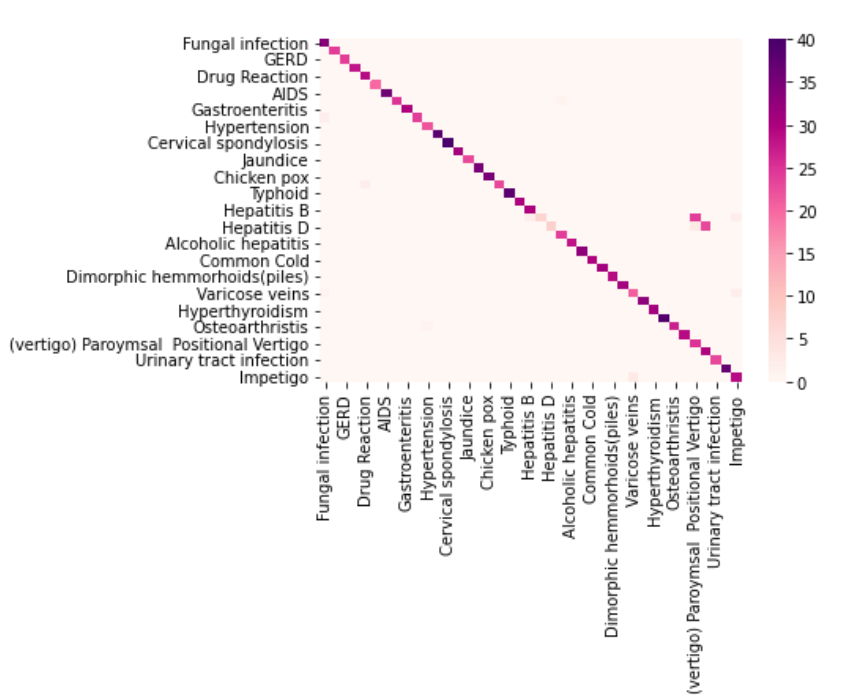 Fungal infection
GERD
Drug Reaction
AIDS
Gastroenteritis
Hypertension
Cervical spondylosis
Jaundice
Chicken pox
Typhoid
Hepatitis B
Hepatitis D
Alcoholic hepatitis
Common Cold
Dimorphic hemmorhoids(piles)
Varicose veins
Hyperthyroidism
Osteoarthristis
(vertigo) Paroymsal  Positional Vertigo
Urinary tract infection
Impetigo
40
35
30
25
20
15
10
5
0
Fungal infection
GERD
Drug Reaction
AIDS
Gastroenteritis
Hypertension
Cervical spondylosis
Jaundice
Chicken pox
Typhoid
Hepatitis B
Hepatitis D
Alcoholic hepatitis
Common Cold
Dimorphic hemmorhoids(piles)
Varicose veins
Hyperthyroidism
Osteoarthristis
(vertigo) Paroymsal  Positional Vertigo
Urinary tract infection
Impetigo